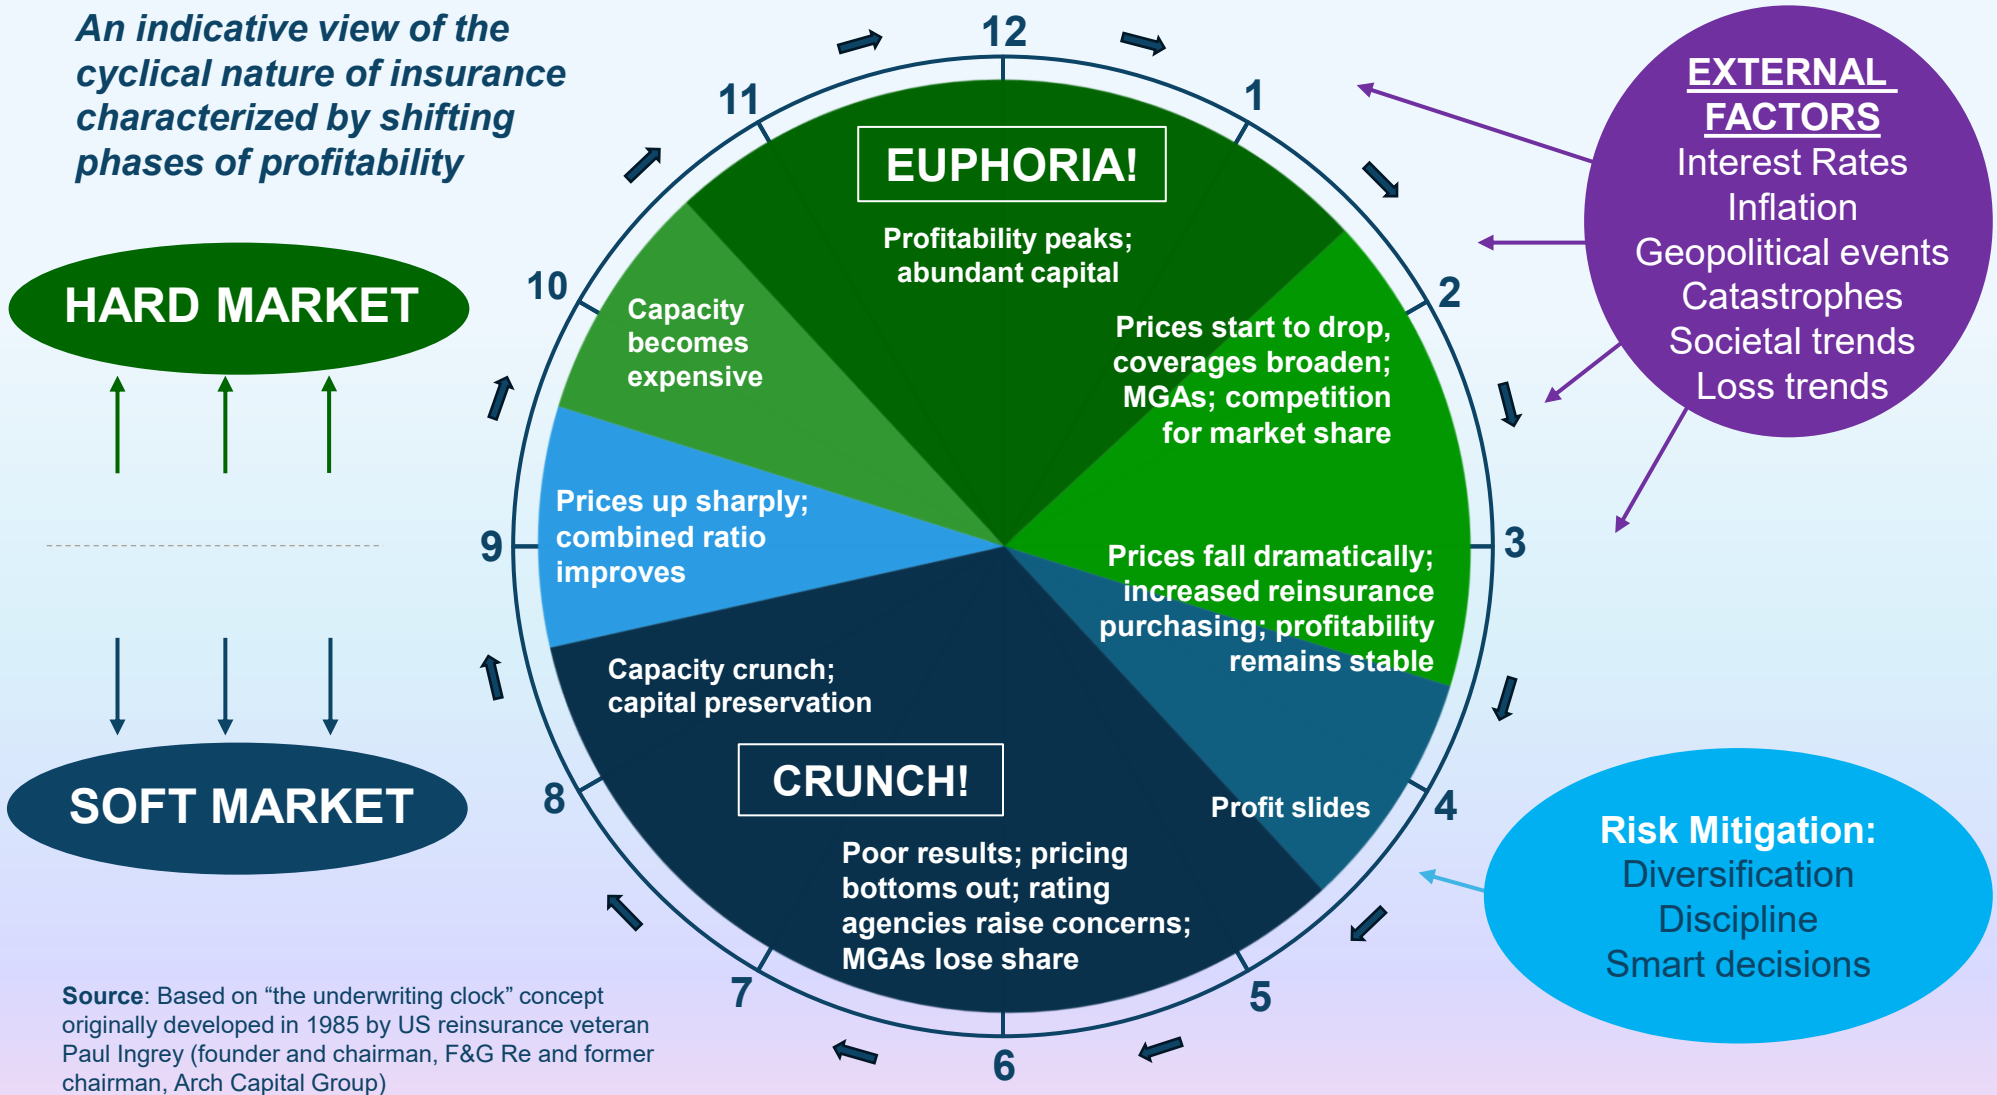 An indicative view of the
cyclical nature of insurance
characterized by shifting
phases of profitability
HARD MARKET
SOFT MARKET
12
1
2
3
4
5
6
7
8
9
10
11
EUPHORIA!
Profitability peaks;
abundant capital
Prices start to drop,
coverages broaden;
MGAs; competition
for market share
Prices fall dramatically;
increased reinsurance
purchasing; profitability
remains stable
Profit slides
CRUNCH!
Poor results; pricing
bottoms out; rating
agencies raise concerns;
MGAs lose share
Capacity crunch;
capital preservation
Prices up sharply;
combined ratio
improves
Capacity
becomes
expensive
EXTERNAL
FACTORS
Interest Rates
Inflation
Geopolitical events
Catastrophes
Societal trends
Loss trends
Risk Mitigation:
Diversification
Discipline
Smart decisions
Source: Based on “the underwriting clock” concept
originally developed in 1985 by US reinsurance veteran
Paul Ingrey (founder and chairman, F&G Re and former
chairman, Arch Capital Group)